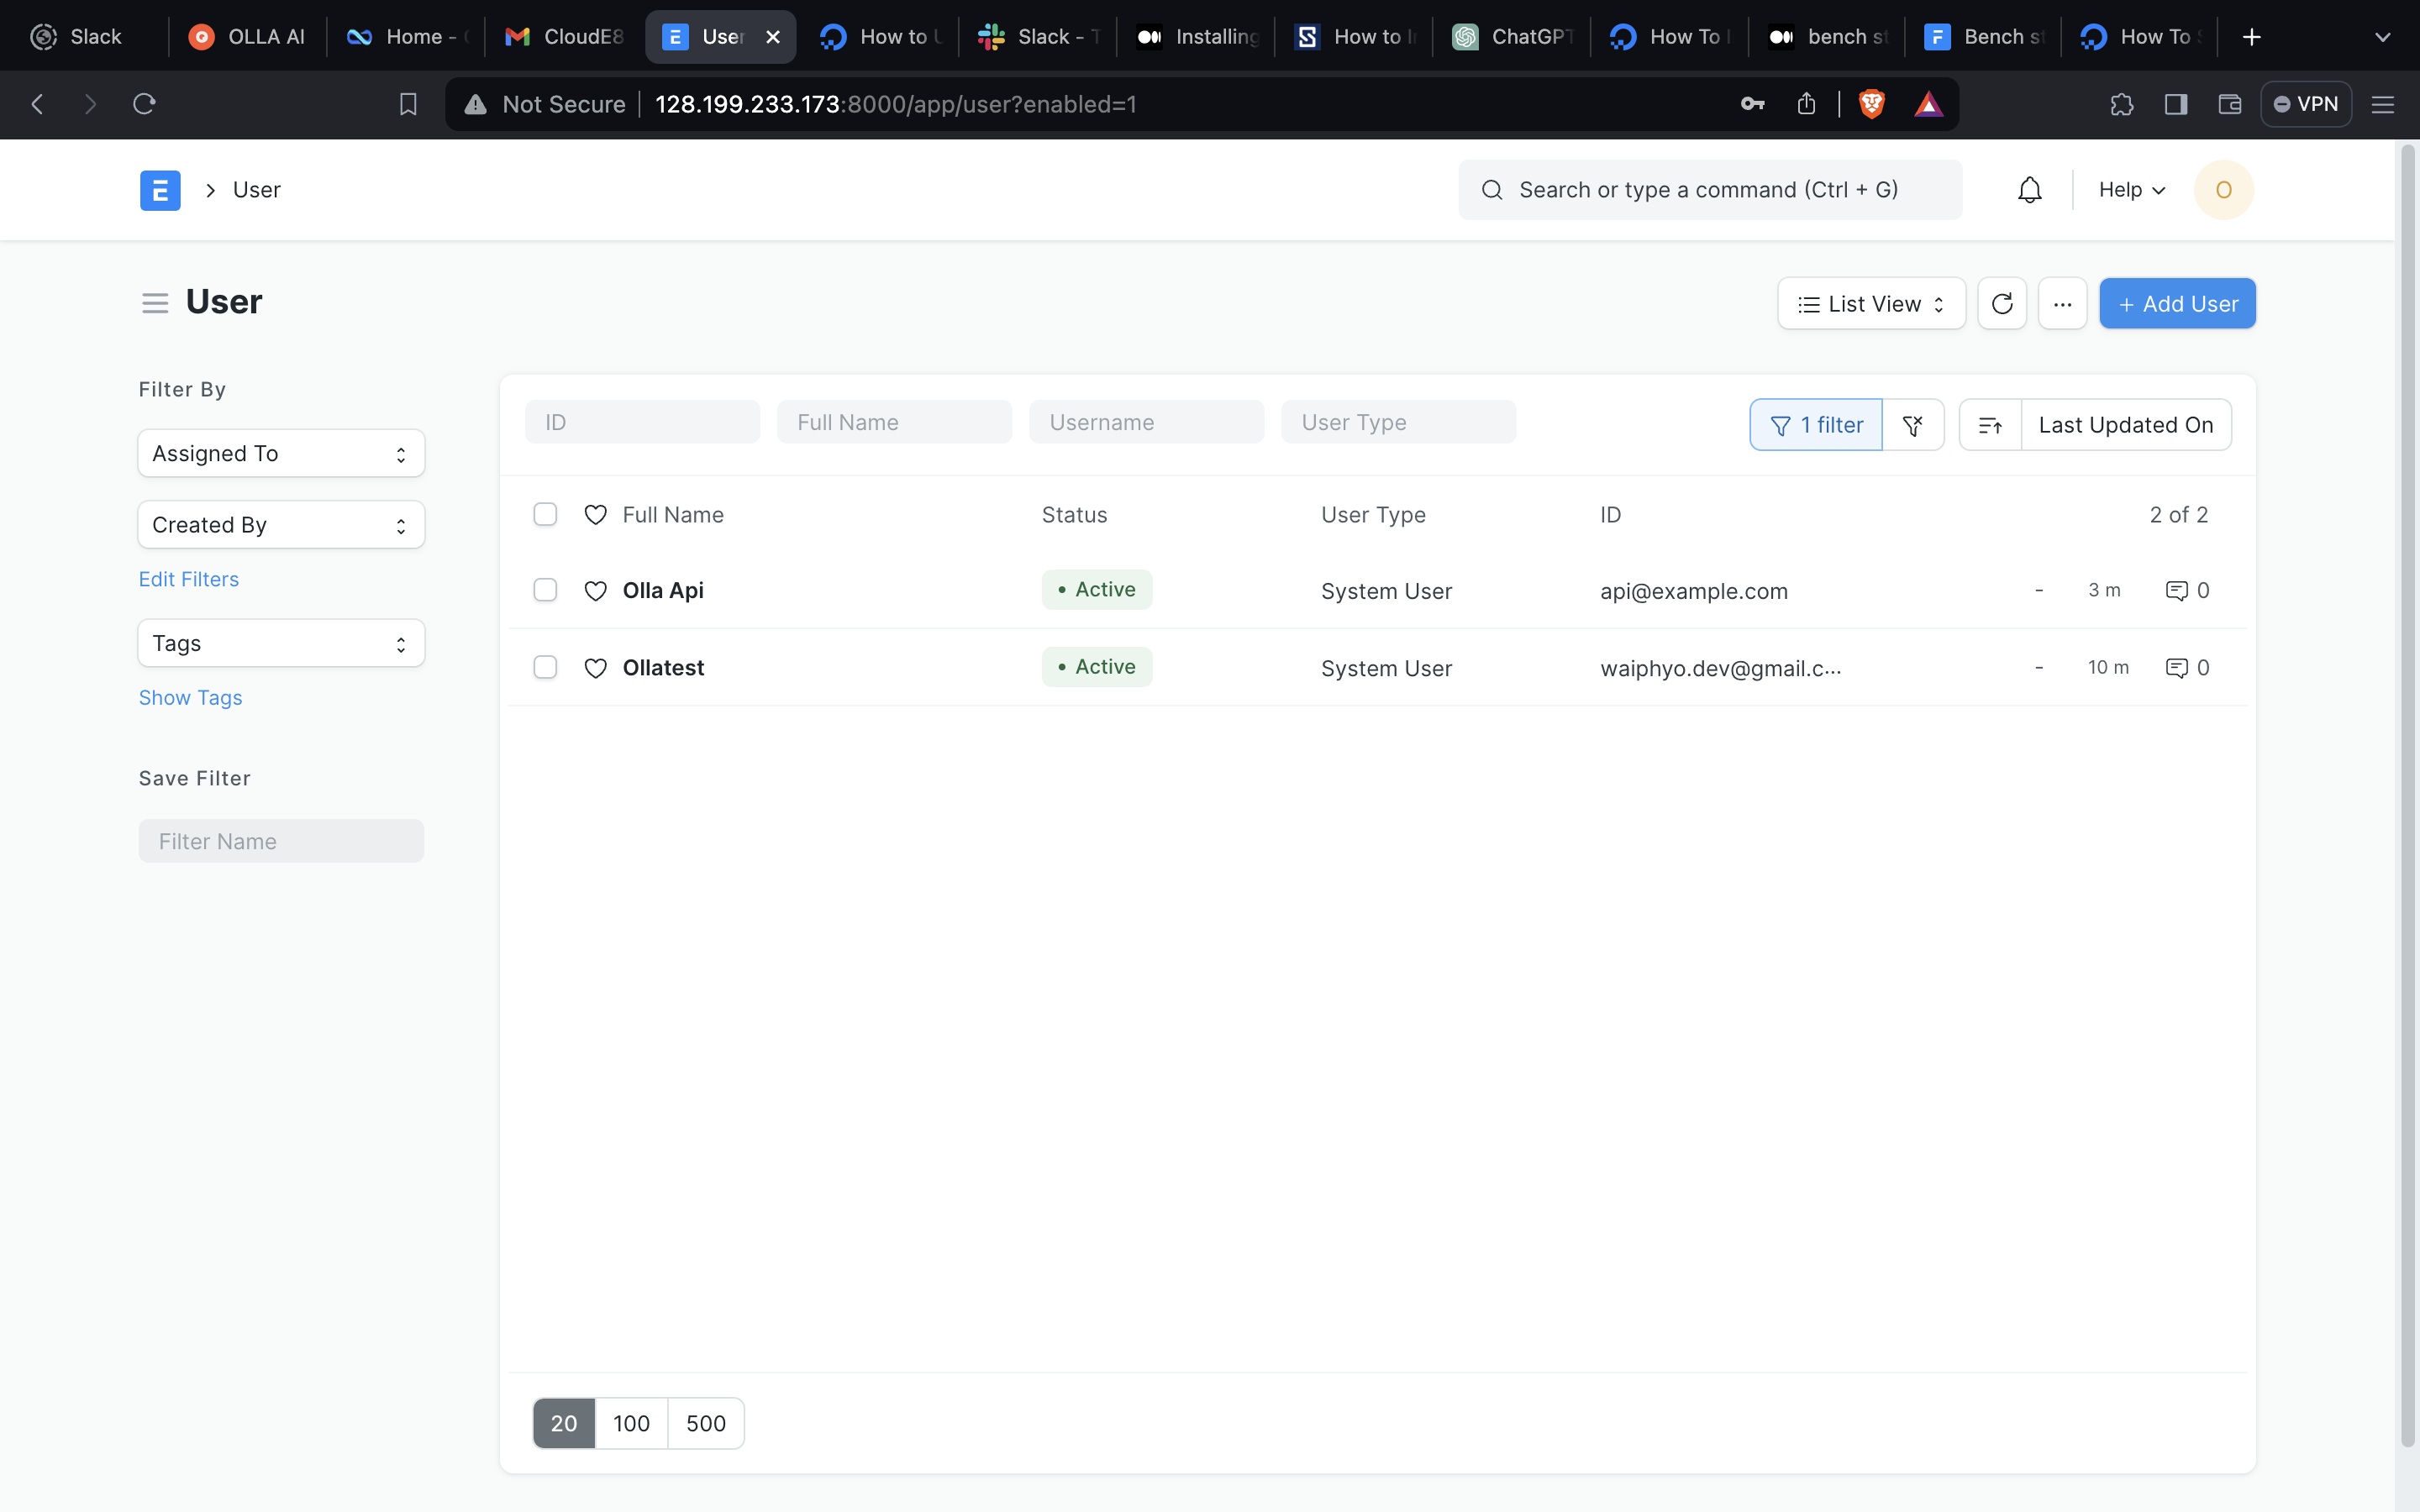 Slack
OLLA AI
Home -
CloudE8
User
How to
Slack - T
Installing
How to
ChatGPT
How To
bench st
Bench st
How To
Not Secure
128.199.233.173:8000/app/user?enabled=1
VPN
E
User
Search or type a command (Ctrl + G)
Help
O
User
List View
Add User
Filter By
Assigned To
Created By
Edit Filters
Tags
Show Tags
Save Filter
Filter Name
ID
Full Name
Username
User Type
1 filter
Last Updated On
Full Name Status User Type ID 2 of 2
Olla Api • Active System User api@example.com - 3 m 0
Ollatest • Active System User waiphyo.dev@gmail.c... - 10 m 0
20 100 500